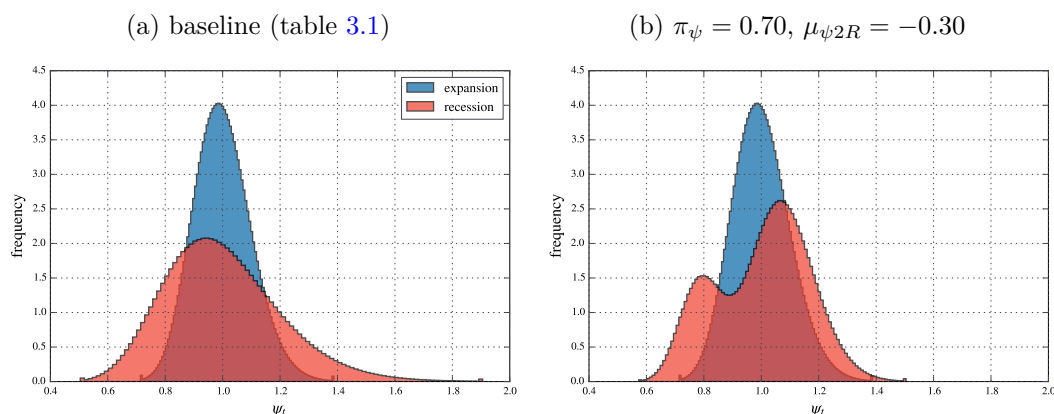 (a) baseline (table 3.1)
4.5
4.0
3.5
3.0
2.5
2.0
1.5
1.0
0.5
0.0
frequency
expansion
recession
0.4 0.6 0.8 1.0 1.2 1.4 1.6 1.8 2.0
ψₜ
(b) π_ψ = 0.70, μ_ψ2R = −0.30
4.5
4.0
3.5
3.0
2.5
2.0
1.5
1.0
0.5
0.0
frequency
0.4 0.6 0.8 1.0 1.2 1.4 1.6 1.8 2.0
ψₜ